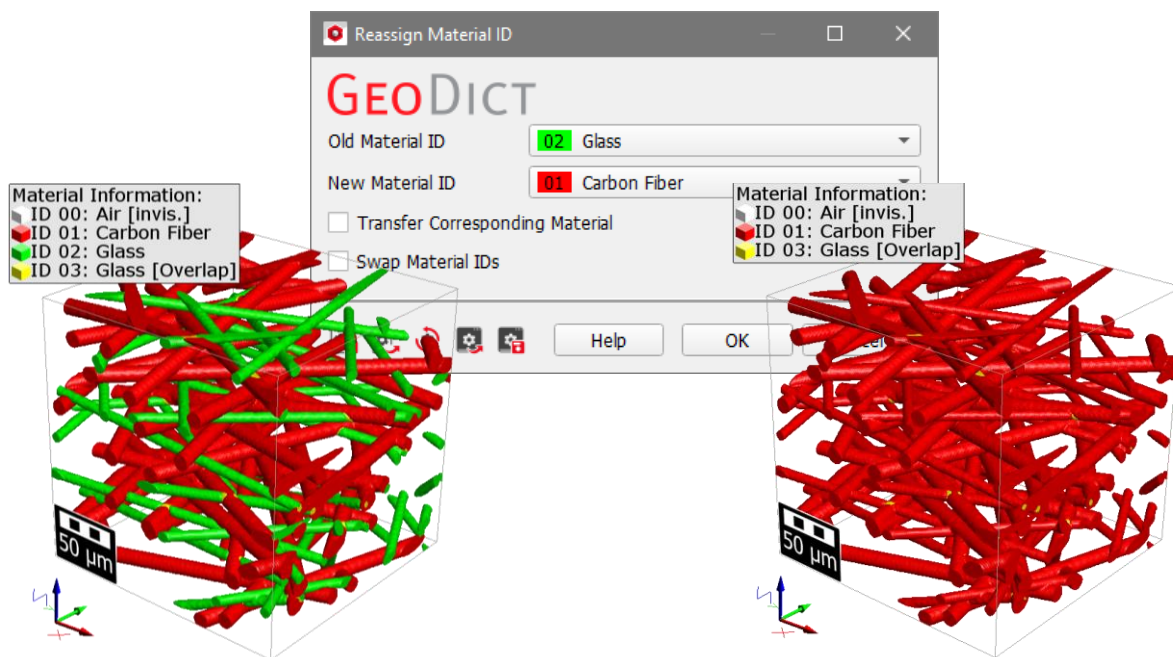 Reassign Material ID
GEODICT
Old Material ID
02 Glass
New Material ID
01 Carbon Fiber
Transfer Corresponding Material
Swap Material IDs
Help
OK
Material Information:
ID 00: Air [invis.]
ID 01: Carbon Fiber
ID 02: Glass
ID 03: Glass [Overlap]
50 µm
X
Material Information:
ID 00: Air [invis.]
ID 01: Carbon Fiber
ID 03: Glass [Overlap]
50 µm
X